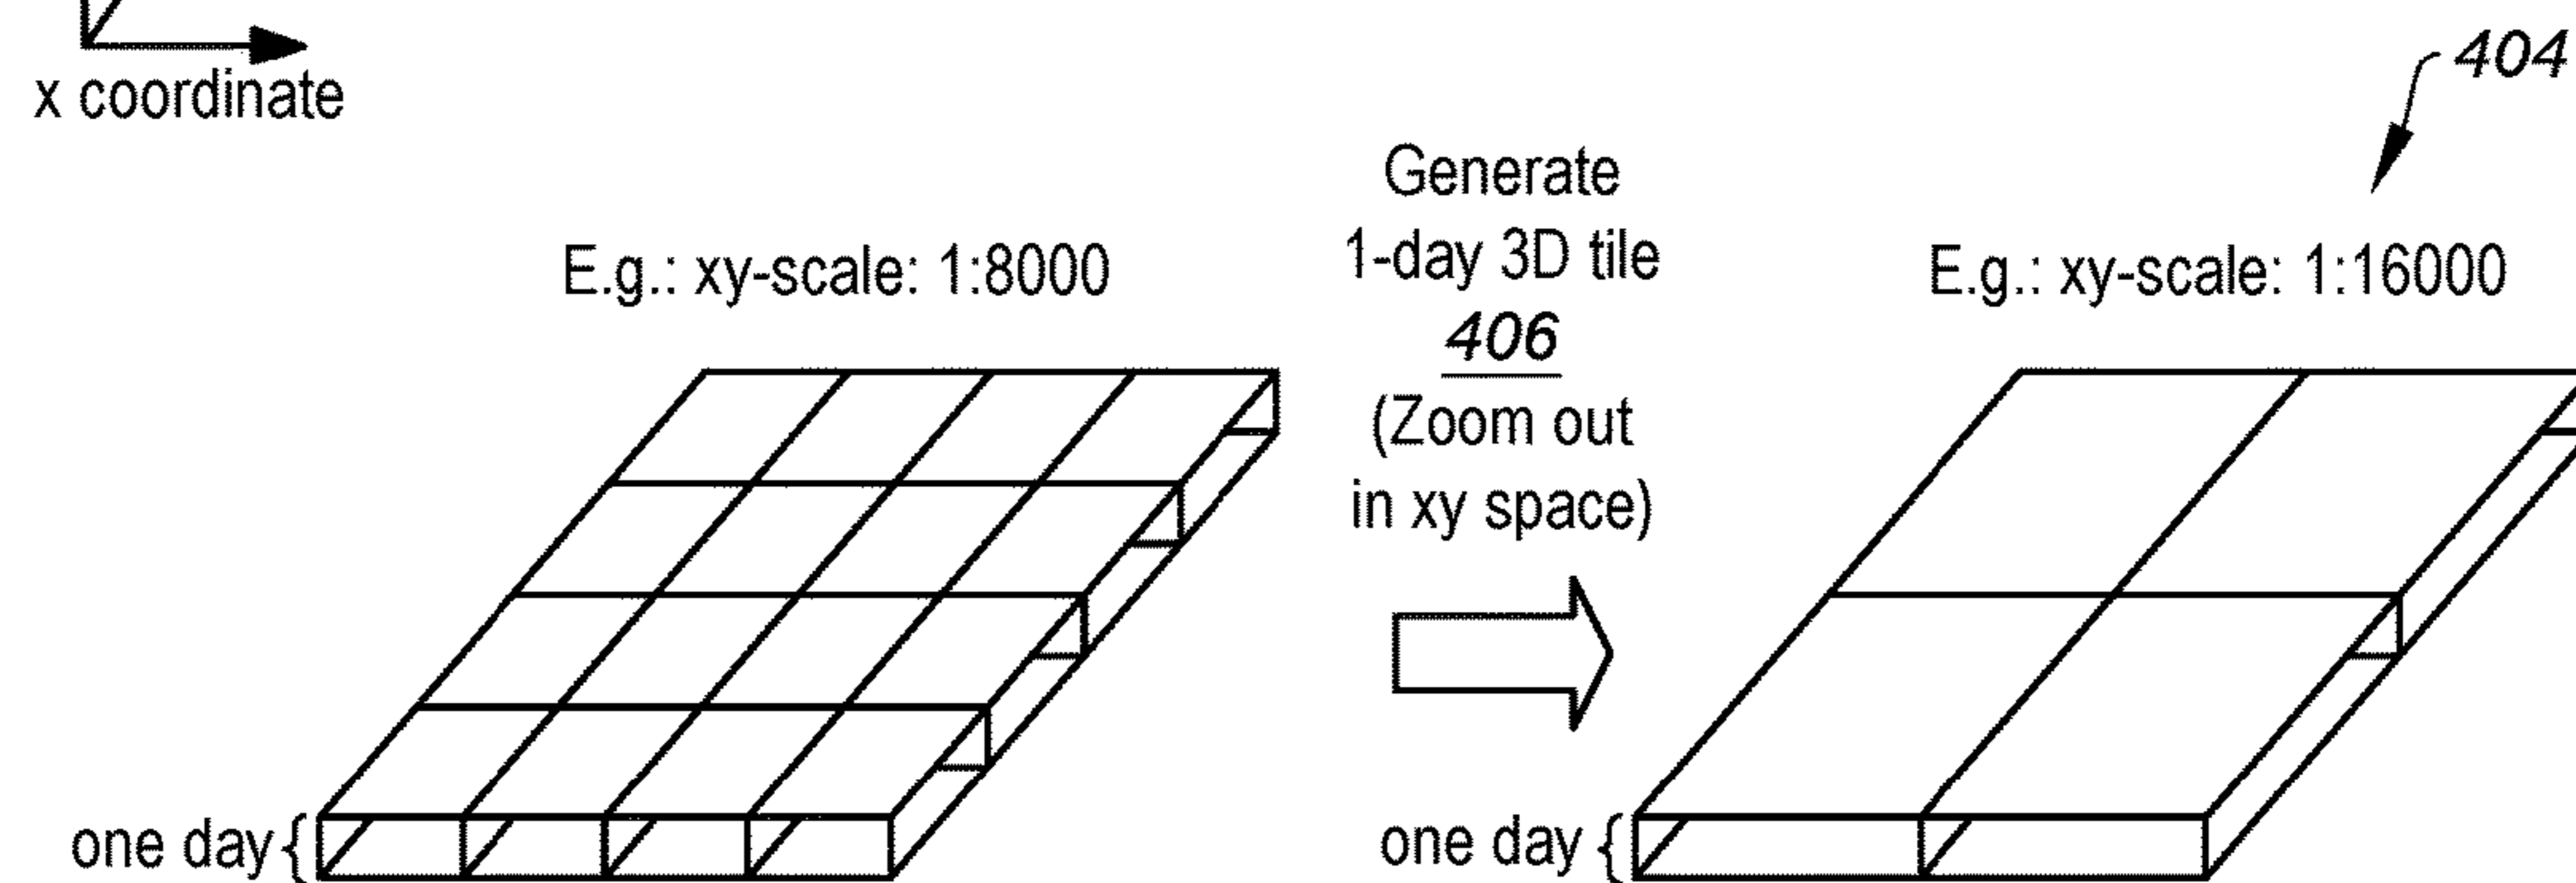 x coordinate
404
E.g.: xy-scale: 1:8000
Generate
1-day 3D tile
406
(Zoom out
in xy space)
E.g.: xy-scale: 1:16000
one day
one day